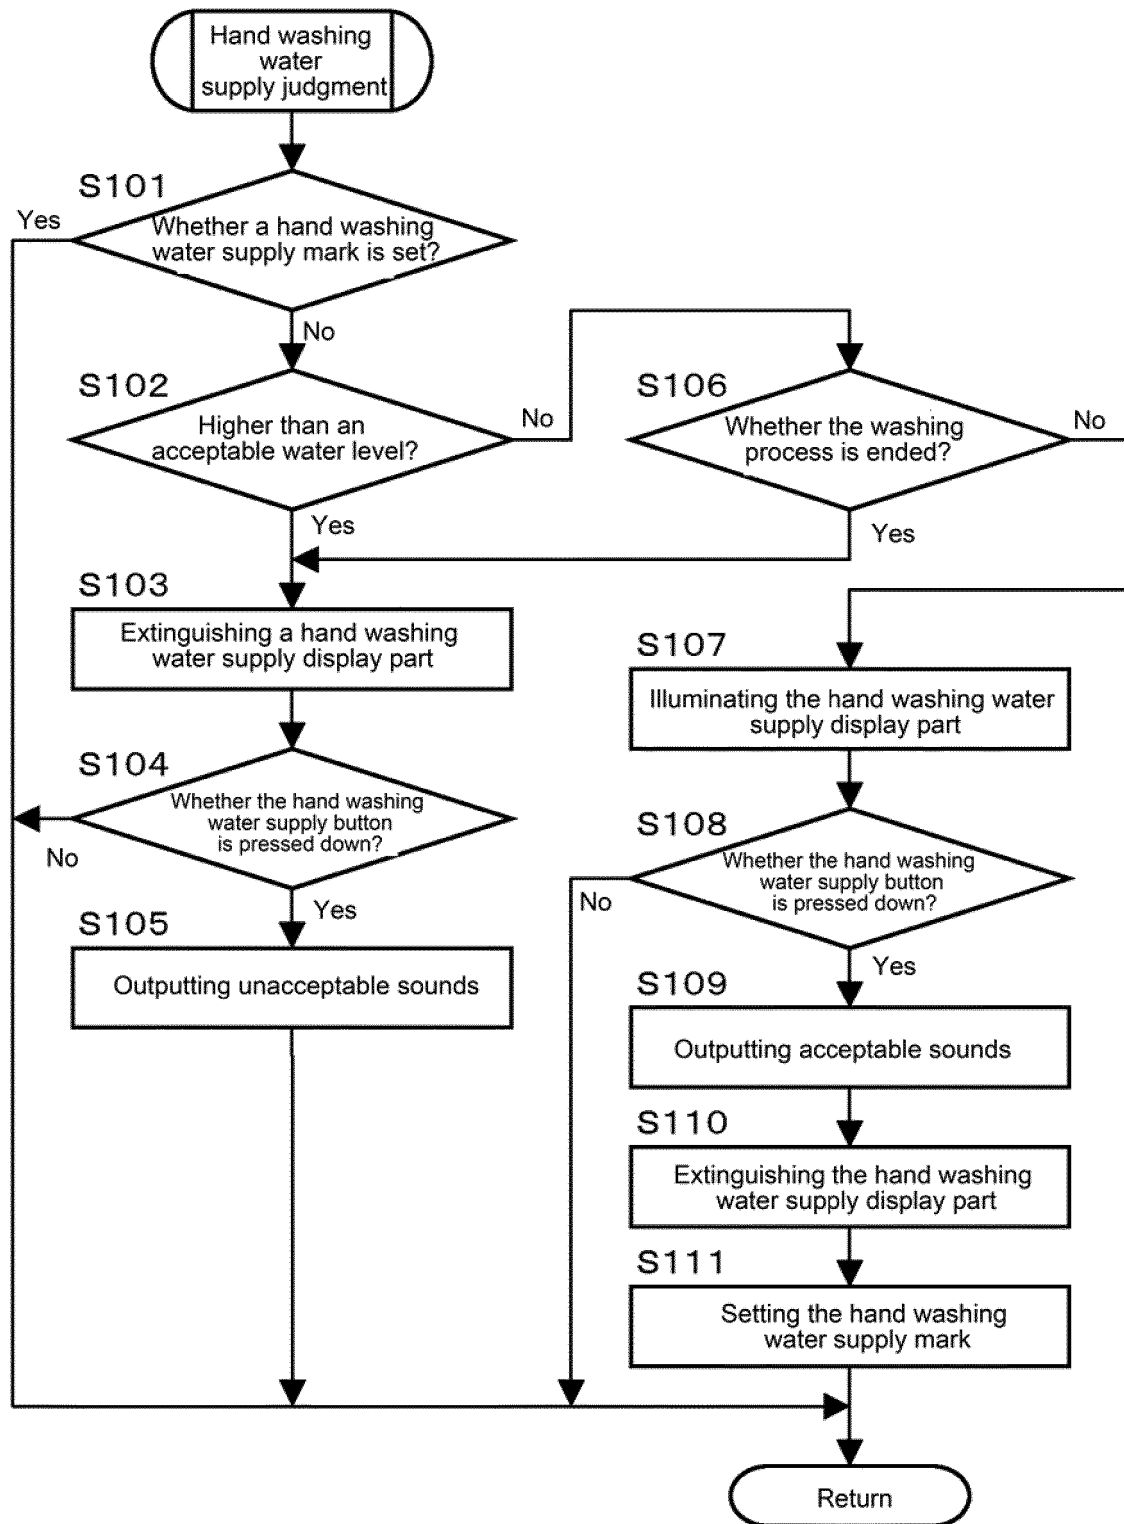 Hand washing
water
supply judgment
S101
Yes
Whether a hand washing
water supply mark is set?
No
S102
Higher than an
acceptable water level?
No
Yes
S106
Whether the washing
process is ended?
No
Yes
S103
Extinguishing a hand washing
water supply display part
S104
Whether the hand washing
water supply button
is pressed down?
No
Yes
S105
Outputting unacceptable sounds
S107
Illuminating the hand washing water
supply display part
S108
Whether the hand washing
water supply button
is pressed down?
No
Yes
S109
Outputting acceptable sounds
S110
Extinguishing the hand washing
water supply display part
S111
Setting the hand washing
water supply mark
Return